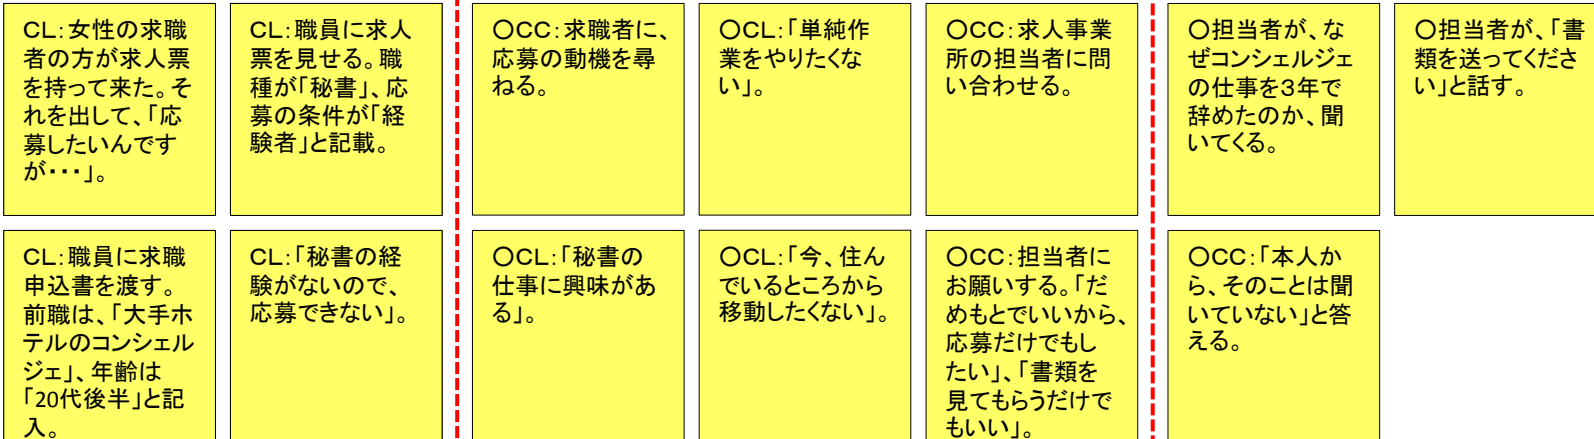 CL:女性の求職
者の方が求人票
を持って来た。そ
れを出して、「応
募したいんです
が・・・」。
CL:職員に求職
申込書を渡す。
前職は、「大手ホ
テルのコンシェル
ジェ」、年齢は
「20代後半」と記
入。
CL:職員に求人
票を見せる。職
種が「秘書」、応
募の条件が「経
験者」と記載。
CL:「秘書の経
験がないので、
応募できない」。
〇CC:求職者に、
応募の動機を尋
ねる。
〇CL:「秘書の
仕事に興味があ
る」。
〇CL:「単純作
業をやりたくな
い」。
〇CL:「今、住ん
でいるところから
移動したくない」。
〇CC:求人事業
所の担当者に問
い合わせる。
〇CC:担当者に
お願いする。「だ
めもとでいいから、
応募だけでもし
たい」、「書類を
見てもらうだけで
もいい」。
〇担当者が、な
ぜコンシェルジェ
の仕事を3年で
辞めたのか、聞
いてくる。
〇CC:「本人か
ら、そのことは聞
いていない」と答
える。
〇担当者が、「書
類を送ってくださ
い」と話す。